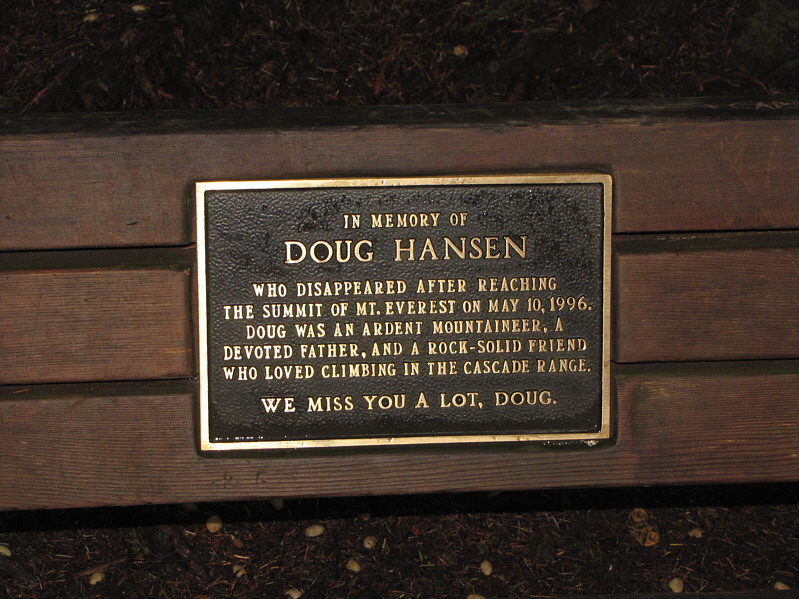 IN MEMORY OF
DOUG HANSEN
WHO DISAPPEARED AFTER REACHING
THE SUMMIT OF MT. EVEREST ON MAY 10, 1996.
DOUG WAS AN ARDENT MOUNTAINEER, A
DEVOTED FATHER, AND A ROCK-SOLID FRIEND
WHO LOVED CLIMBING IN THE CASCADE RANGE.
WE MISS YOU A LOT, DOUG.